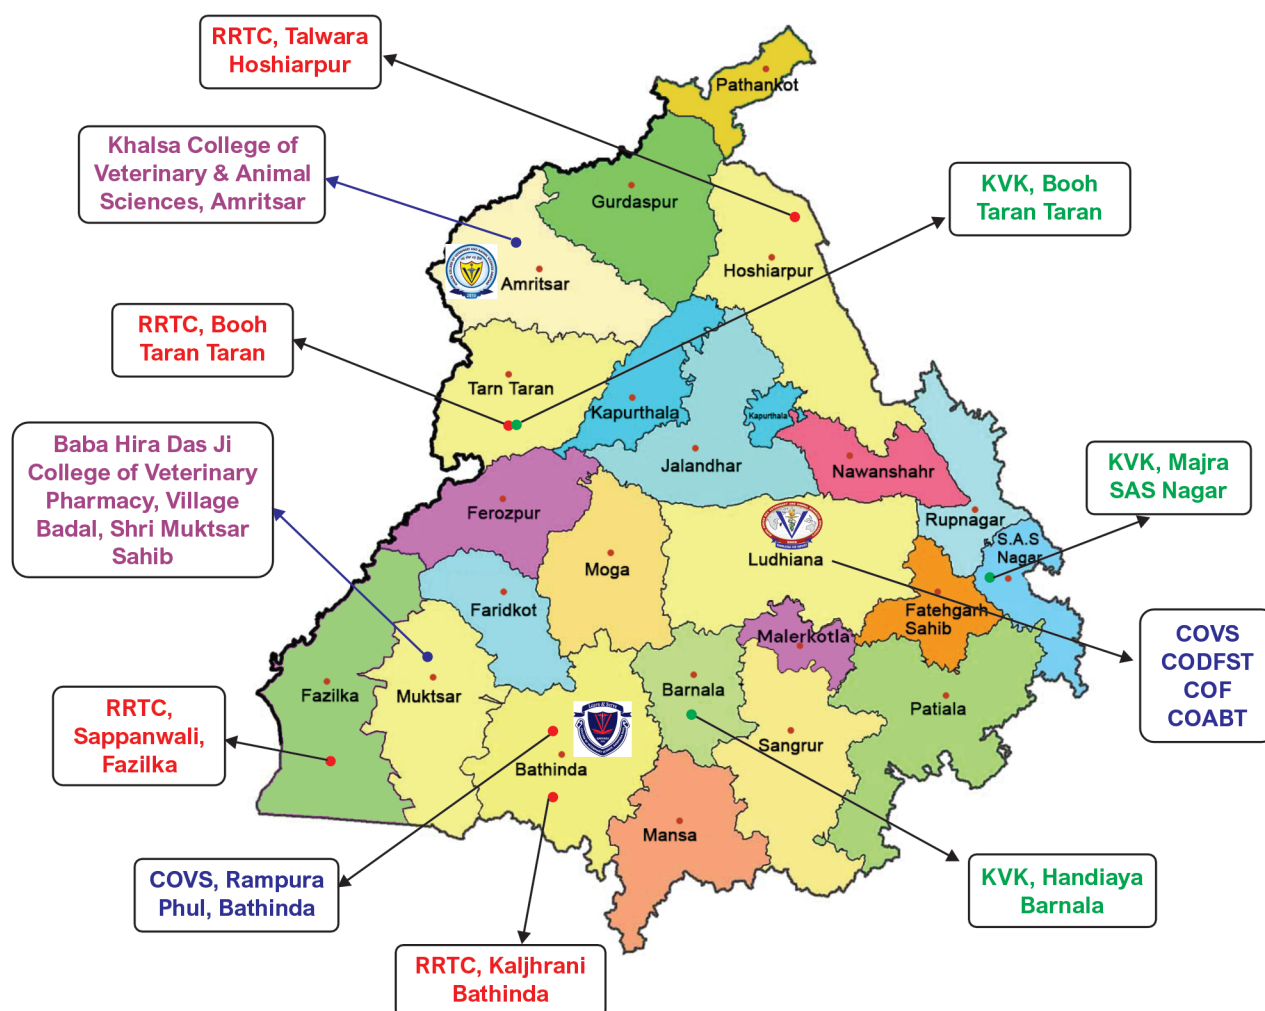 RRTC, Talwara
Hoshiarpur
Pathankot
Khalsa College of
Veterinary & Animal
Sciences, Amritsar
KVK, Booh
Taran Taran
Gurdaspur
Hoshiarpur
Amritsar
RRTC, Booh
Taran Taran
Tarn Taran
Kapurthala
Kapurthala
Baba Hira Das Ji
College of Veterinary
Pharmacy, Village
Badal, Shri Muktsar
Sahib
Jalandhar
Nawanshahr
KVK, Majra
SAS Nagar
Ferozpur
Rupnagar
S.A.S
Nagar
Ludhiana
Moga
Faridkot
Fatehgarh
Sahib
Malerkotla
COVS
CODFST
COF
COABT
Fazilka
Muktsar
Barnala
Patiala
RRTC,
Sappanwali,
Fazilka
Sangrur
Bathinda
Mansa
COVS, Rampura
Phul, Bathinda
KVK, Handiaya
Barnala
RRTC, Kaljhrani
Bathinda